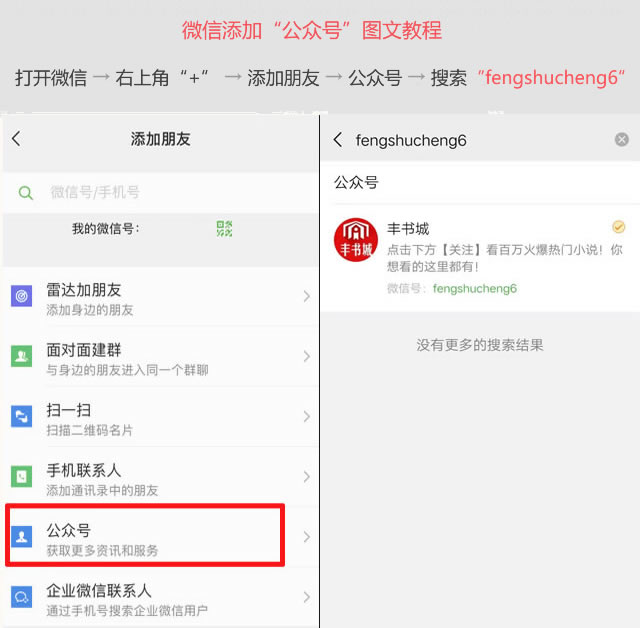 微信添加“公众号”图文教程
打开微信→右上角“+” →添加朋友→公众号→搜索“fengshucheng6”
添加朋友
微信号/手机号
我的微信号:
雷达加朋友
添加身边的朋友
面对面建群
与身边的朋友进入同一个群聊
扫一扫
扫描二维码名片
手机联系人
添加通讯录中的朋友
公众号
获取更多资讯和服务
企业微信联系人
通过手机号搜索企业微信用户
fengshucheng6
公众号
丰书城
丰书城
点击下方【关注】看百万火爆热门小说！你
想看的这里都有！
微信号: fengshucheng6
没有更多的搜索结果